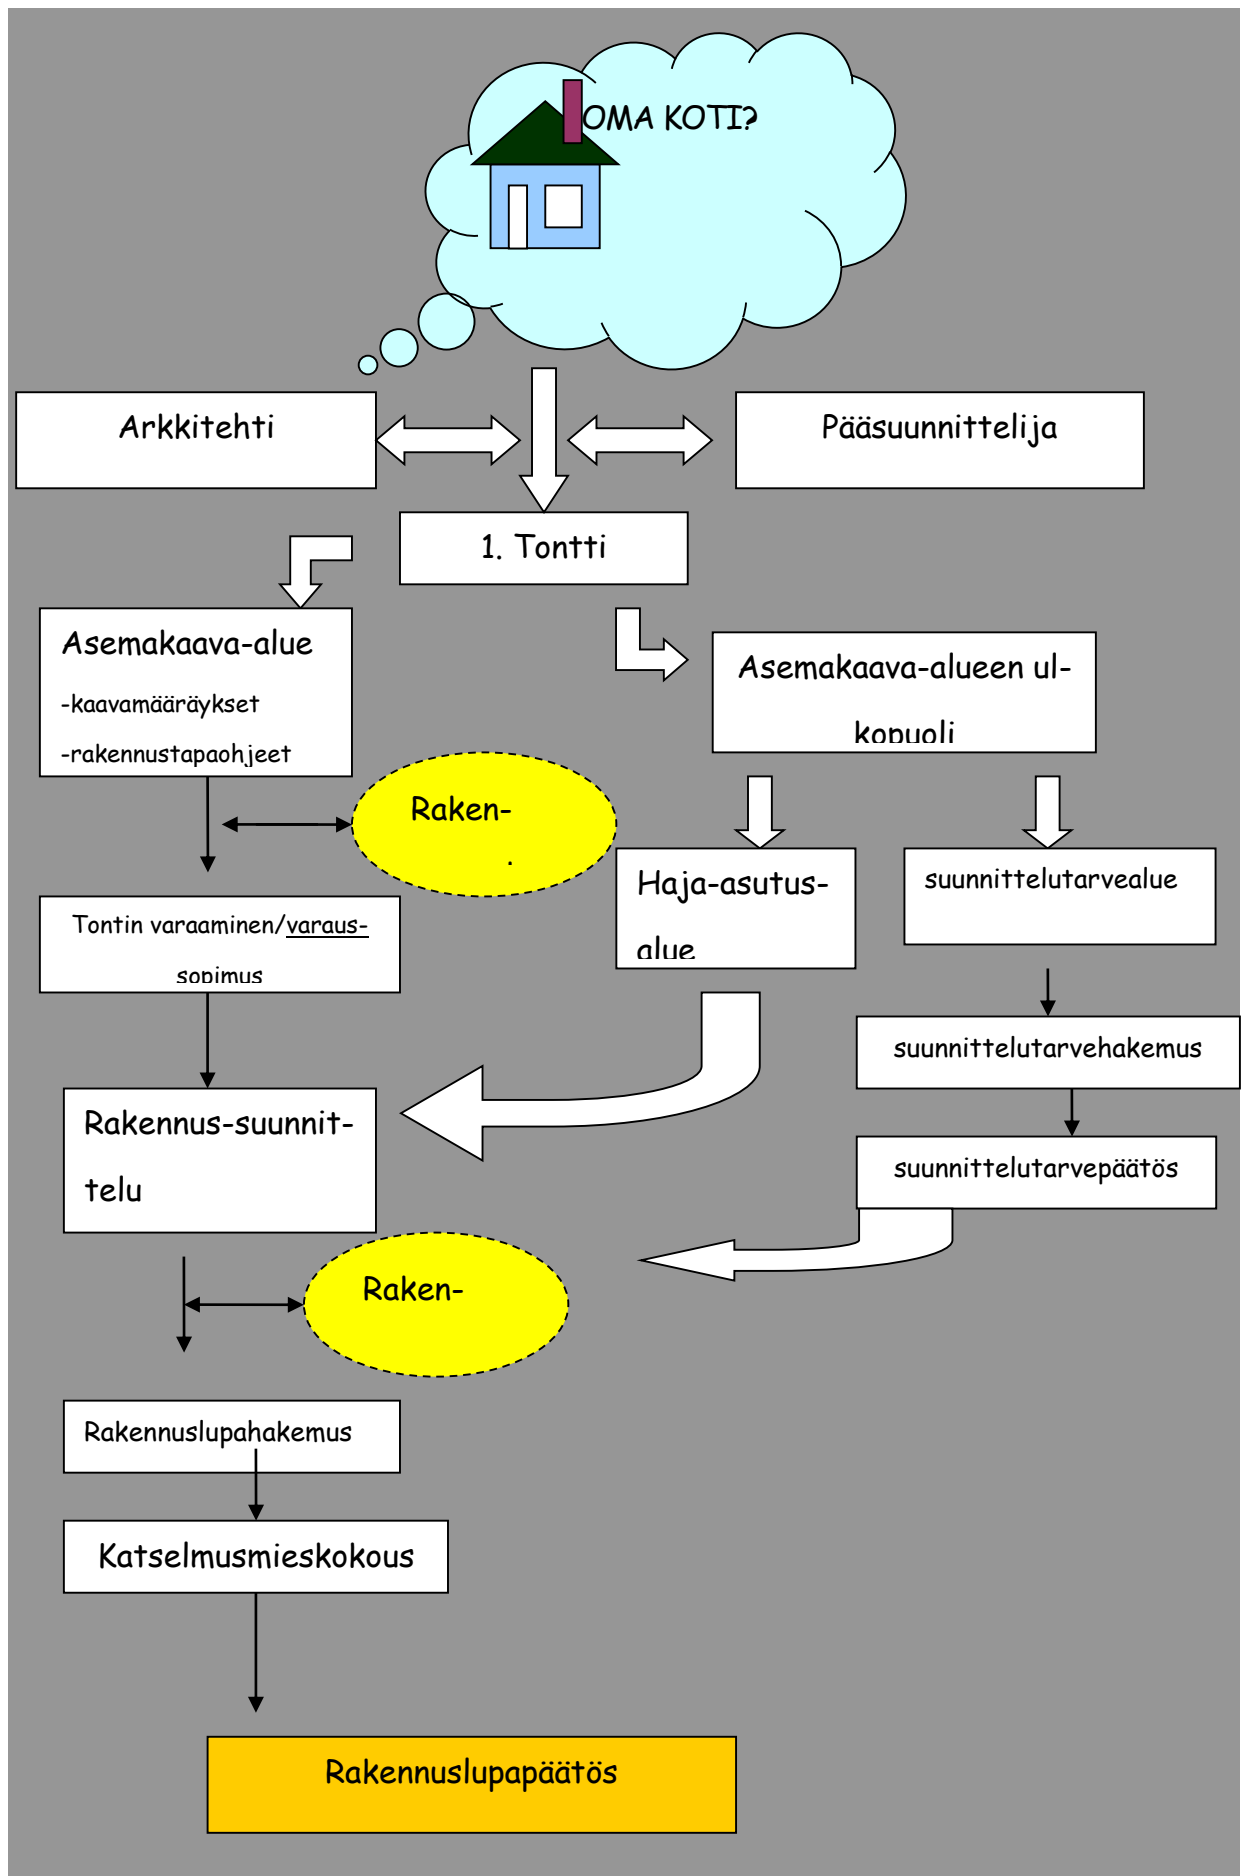 OMA KOTI?
Arkkitehti
Pääsuunnittelija
1. Tontti
Asemakaava-alue
-kaavamääräykset
-rakennustapaohjeet
Asemakaava-alueen ul-
kopuoli
Raken-
Haja-asutus-
alue
suunnittelutarvealue
Tontin varaaminen/varaus-
sopimus
suunnittelutarvehakemus
Rakennus-suunnit-
telu
suunnittelutarvepäätös
Raken-
Rakennuslupahakemus
Katselmusmieskokous
Rakennuslupapäätös